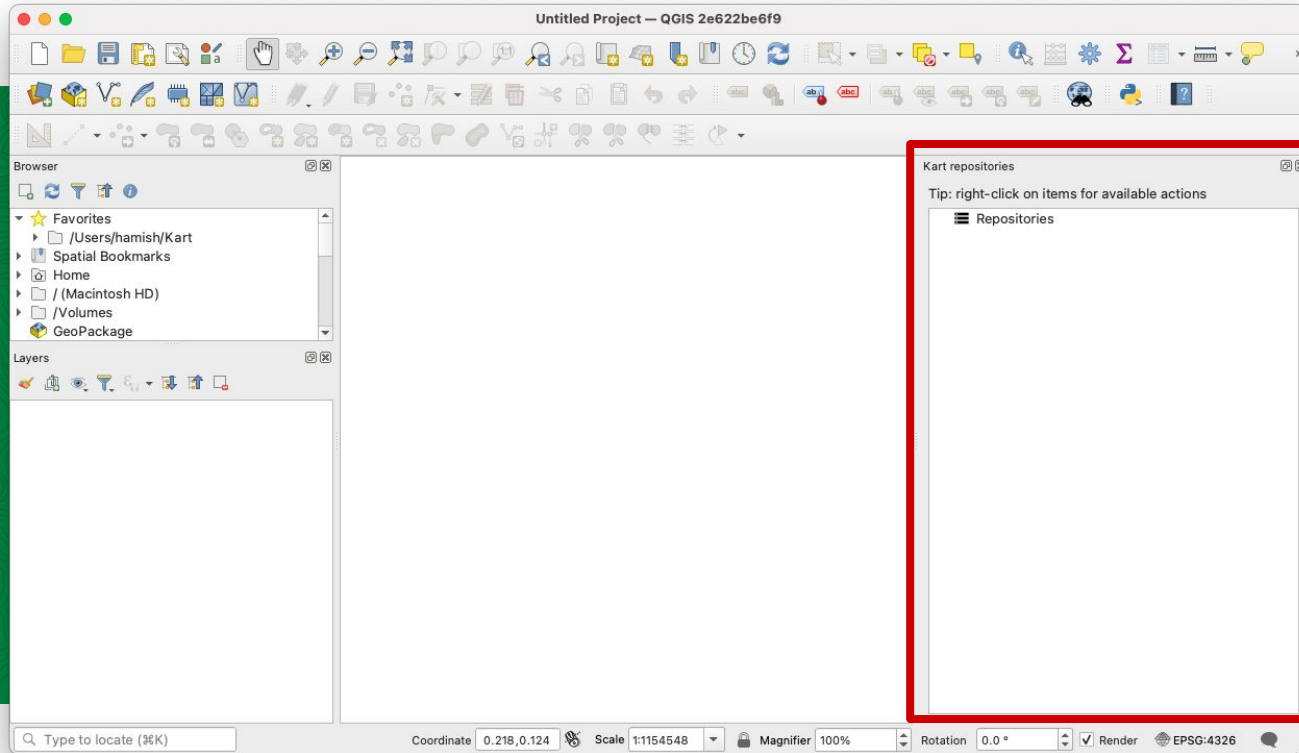 Untitled Project — QGIS 2e622be6f9
Browser
Favorites
/Users/hamish/Kart
Spatial Bookmarks
Home
/ (Macintosh HD)
/Volumes
GeoPackage
Layers
Kart repositories
Tip: right-click on items for available actions
Repositories
Type to locate (⌘K)
Coordinate 0.218,0.124 Scale 1:1154548 Magnifier 100% Rotation 0.0 ° Render EPSG:4326